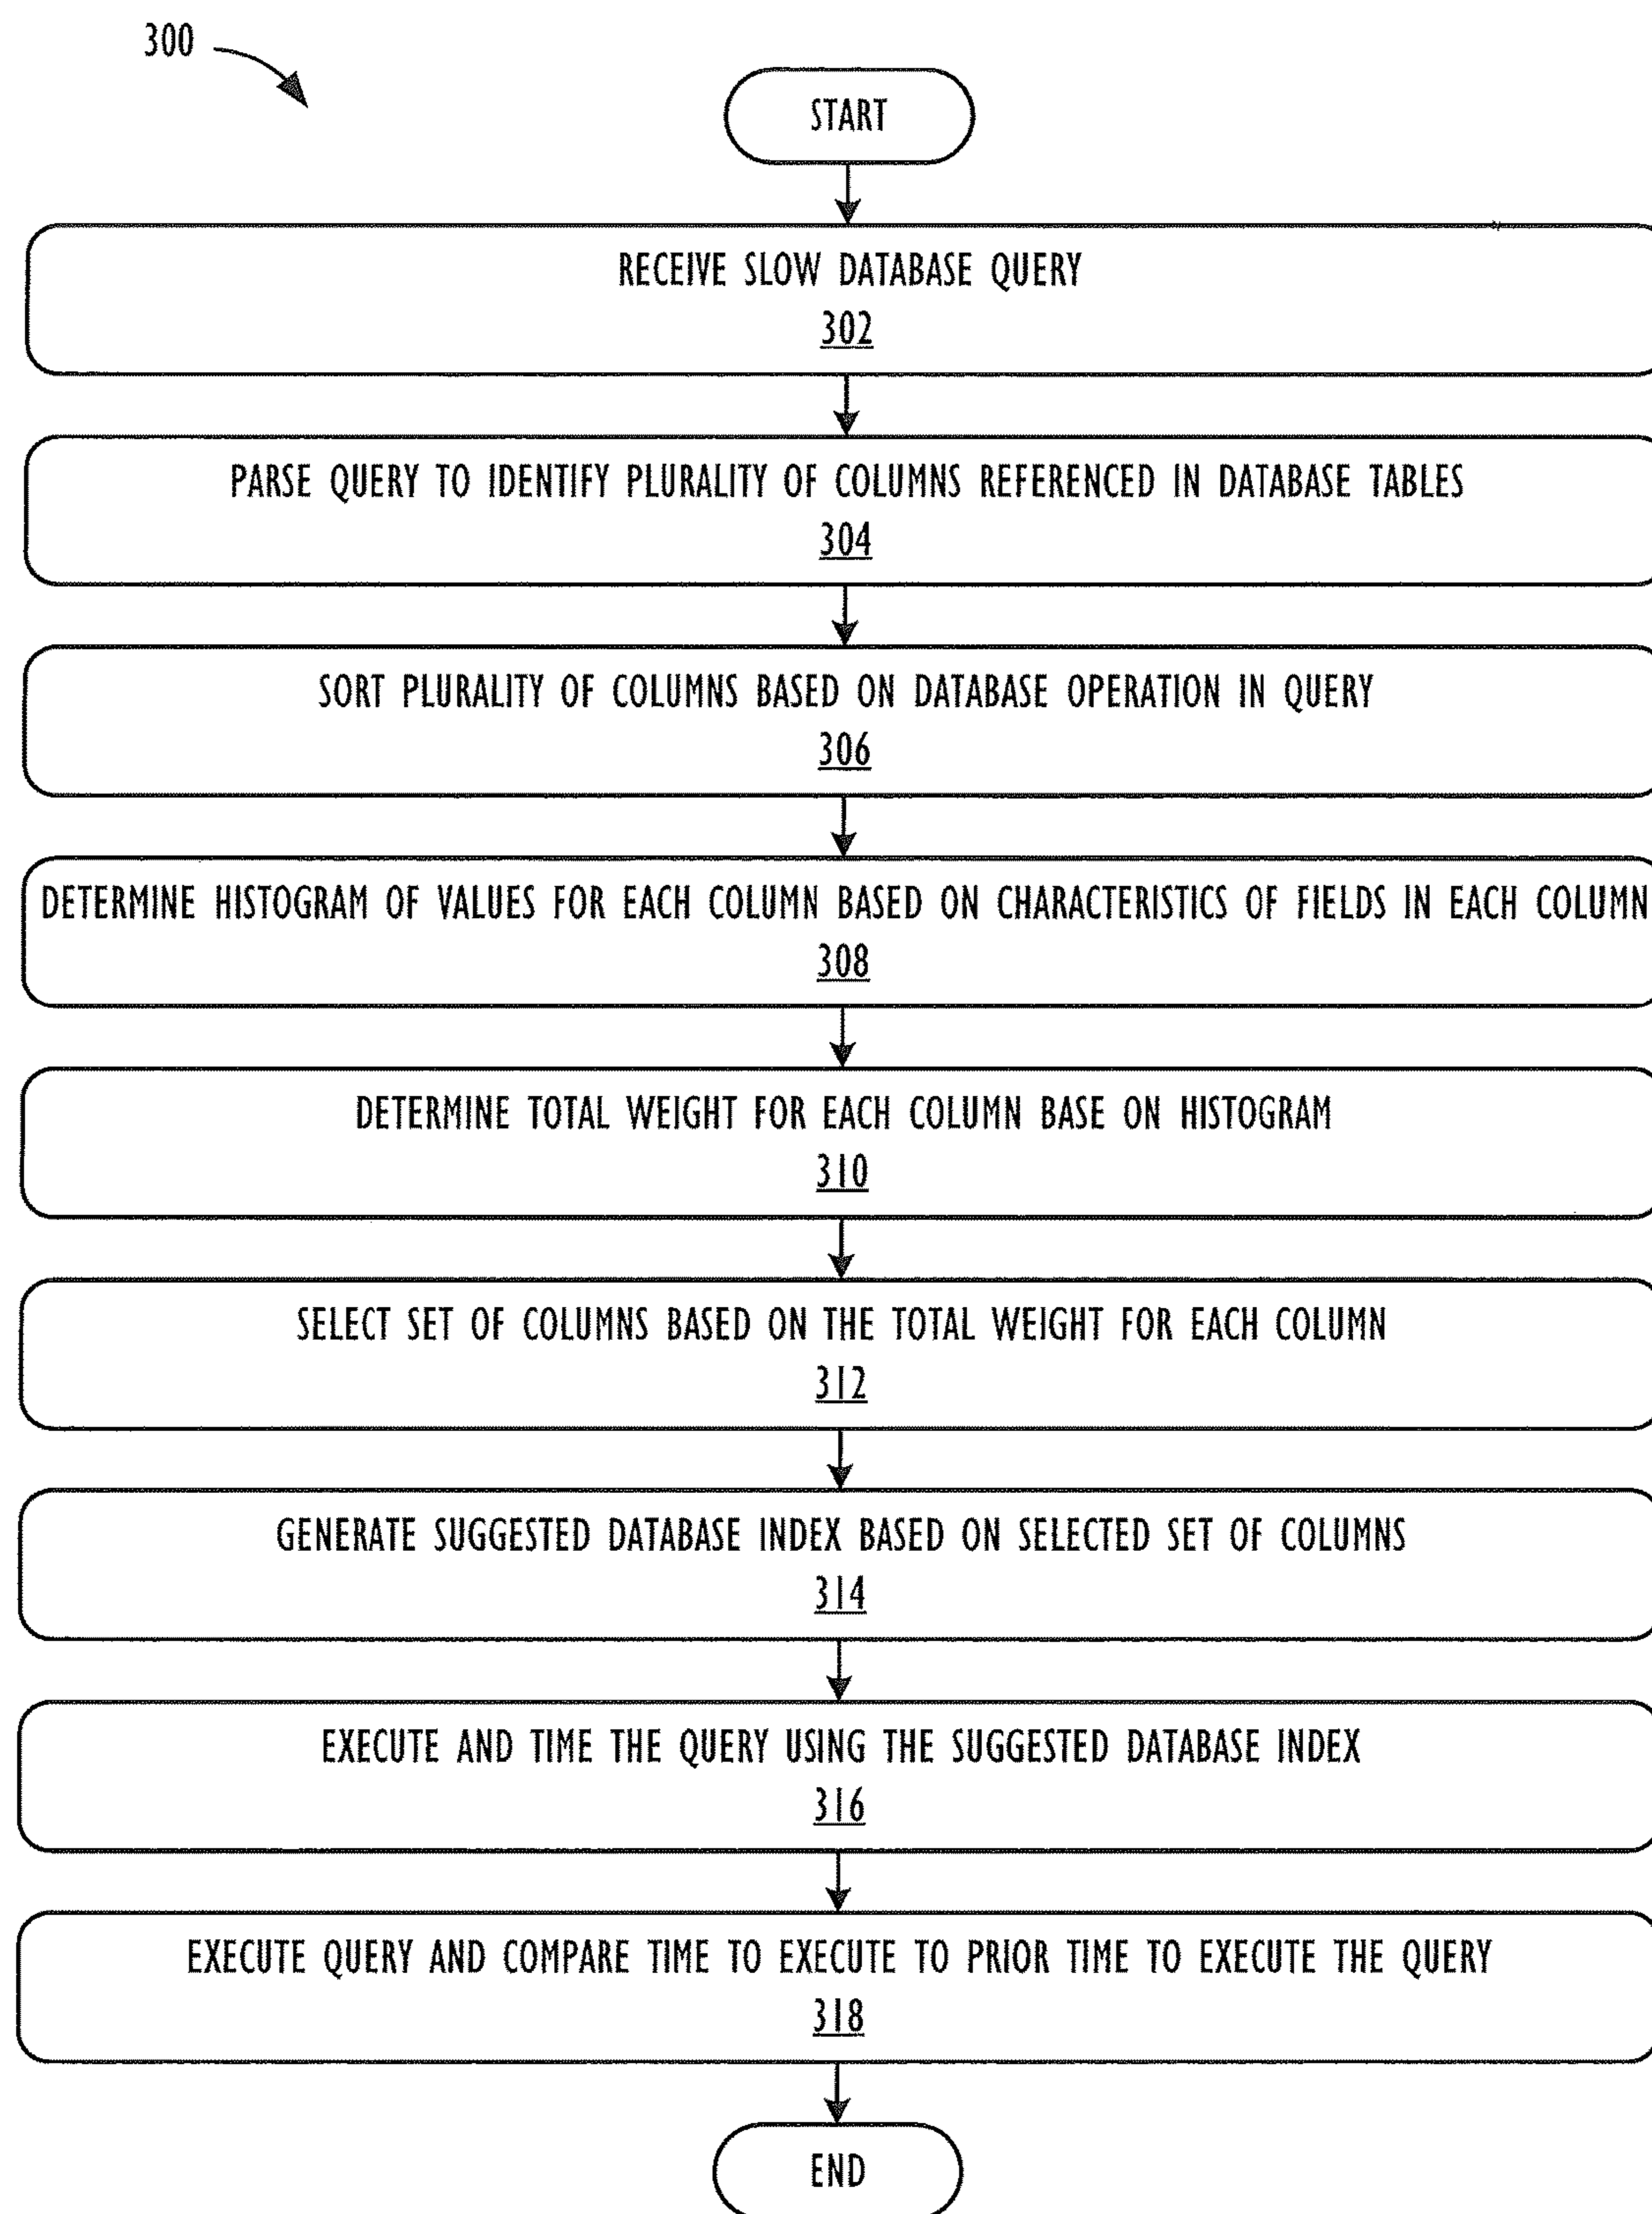 300
START
RECEIVE SLOW DATABASE QUERY
302
PARSE QUERY TO IDENTIFY PLURALITY OF COLUMNS REFERENCED IN DATABASE TABLES
304
SORT PLURALITY OF COLUMNS BASED ON DATABASE OPERATION IN QUERY
306
DETERMINE HISTOGRAM OF VALUES FOR EACH COLUMN BASED ON CHARACTERISTICS OF FIELDS IN EACH COLUMN
308
DETERMINE TOTAL WEIGHT FOR EACH COLUMN BASE ON HISTOGRAM
310
SELECT SET OF COLUMNS BASED ON THE TOTAL WEIGHT FOR EACH COLUMN
312
GENERATE SUGGESTED DATABASE INDEX BASED ON SELECTED SET OF COLUMNS
314
EXECUTE AND TIME THE QUERY USING THE SUGGESTED DATABASE INDEX
316
EXECUTE QUERY AND COMPARE TIME TO EXECUTE TO PRIOR TIME TO EXECUTE THE QUERY
318
END